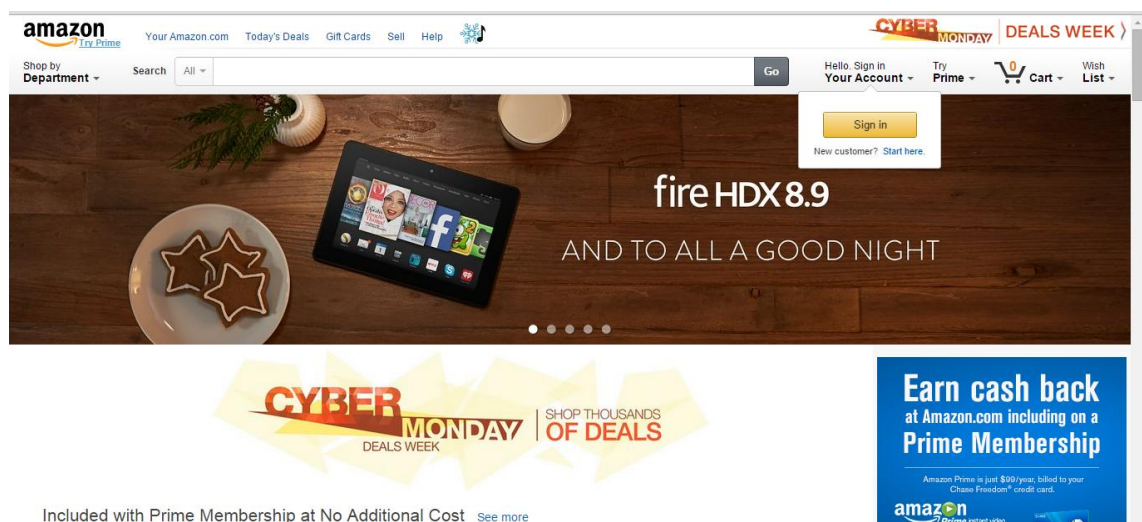 amazon
Try Prime
Your Amazon.com Today's Deals Gift Cards Sell Help
CYBER MONDAY DEALS WEEK
Shop by
Department
Search All Go
Hello. Sign in
Your Account
Try
Prime
0
Cart
Wish
List
Sign in
New customer? Start here.
fire HDX 8.9
AND TO ALL A GOOD NIGHT
CYBER
MONDAY
DEALS WEEK
SHOP THOUSANDS
OF DEALS
Earn cash back
at Amazon.com including on a
Prime Membership
Amazon Prime is just $99/year, billed to your
Chase Freedom® credit card.
amazon
Prime instant video
Included with Prime Membership at No Additional Cost See more